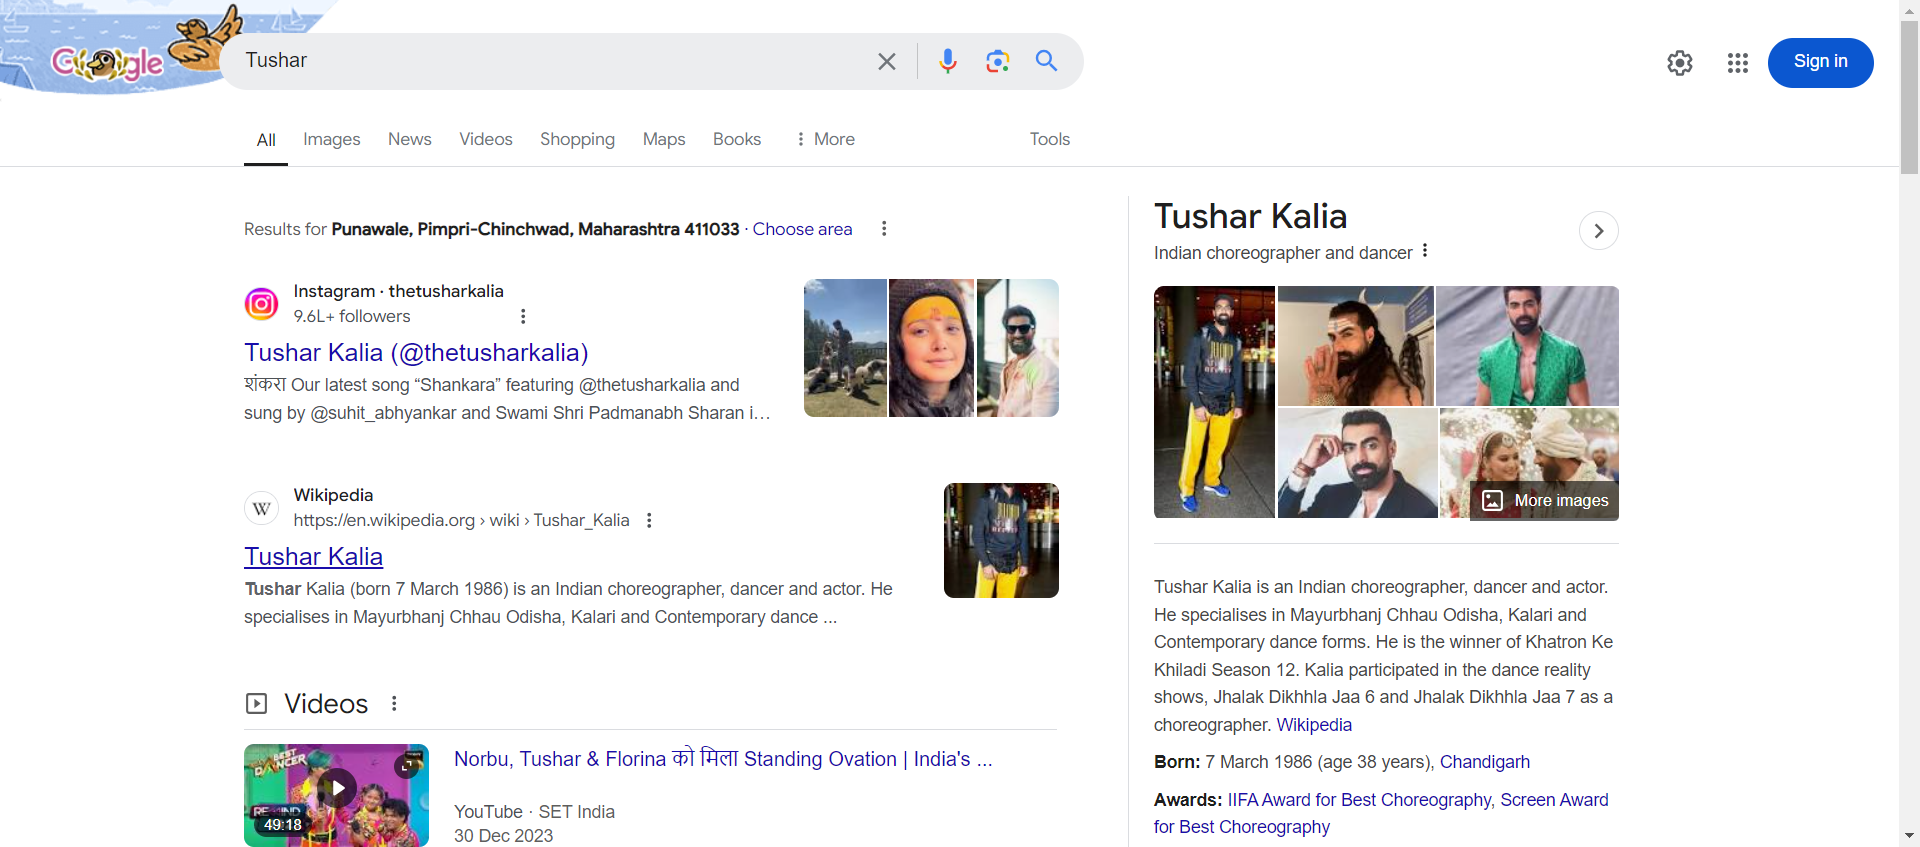 Google
Tushar
Sign in
All
Images
News
Videos
Shopping
Maps
Books
More
Tools
Results for Punawale, Pimpri-Chinchwad, Maharashtra 411033 · Choose area
Instagram · thetusharkalia
9.6L+ followers
Tushar Kalia (@thetusharkalia)
शंकरा Our latest song “Shankara” featuring @thetusharkalia and
sung by @suhit_abhyankar and Swami Shri Padmanabh Sharan i…
W
Wikipedia
https://en.wikipedia.org › wiki › Tushar_Kalia
Tushar Kalia
Tushar Kalia (born 7 March 1986) is an Indian choreographer, dancer and actor. He
specialises in Mayurbhanj Chhau Odisha, Kalari and Contemporary dance ...
Videos
BEST
DANCER
49:18
Norbu, Tushar & Florina को मिला Standing Ovation | India's ...
YouTube · SET India
30 Dec 2023
Tushar Kalia
Indian choreographer and dancer
More images
Tushar Kalia is an Indian choreographer, dancer and actor.
He specialises in Mayurbhanj Chhau Odisha, Kalari and
Contemporary dance forms. He is the winner of Khatron Ke
Khiladi Season 12. Kalia participated in the dance reality
shows, Jhalak Dikhhla Jaa 6 and Jhalak Dikhhla Jaa 7 as a
choreographer. Wikipedia
Born: 7 March 1986 (age 38 years), Chandigarh
Awards: IIFA Award for Best Choreography, Screen Award
for Best Choreography